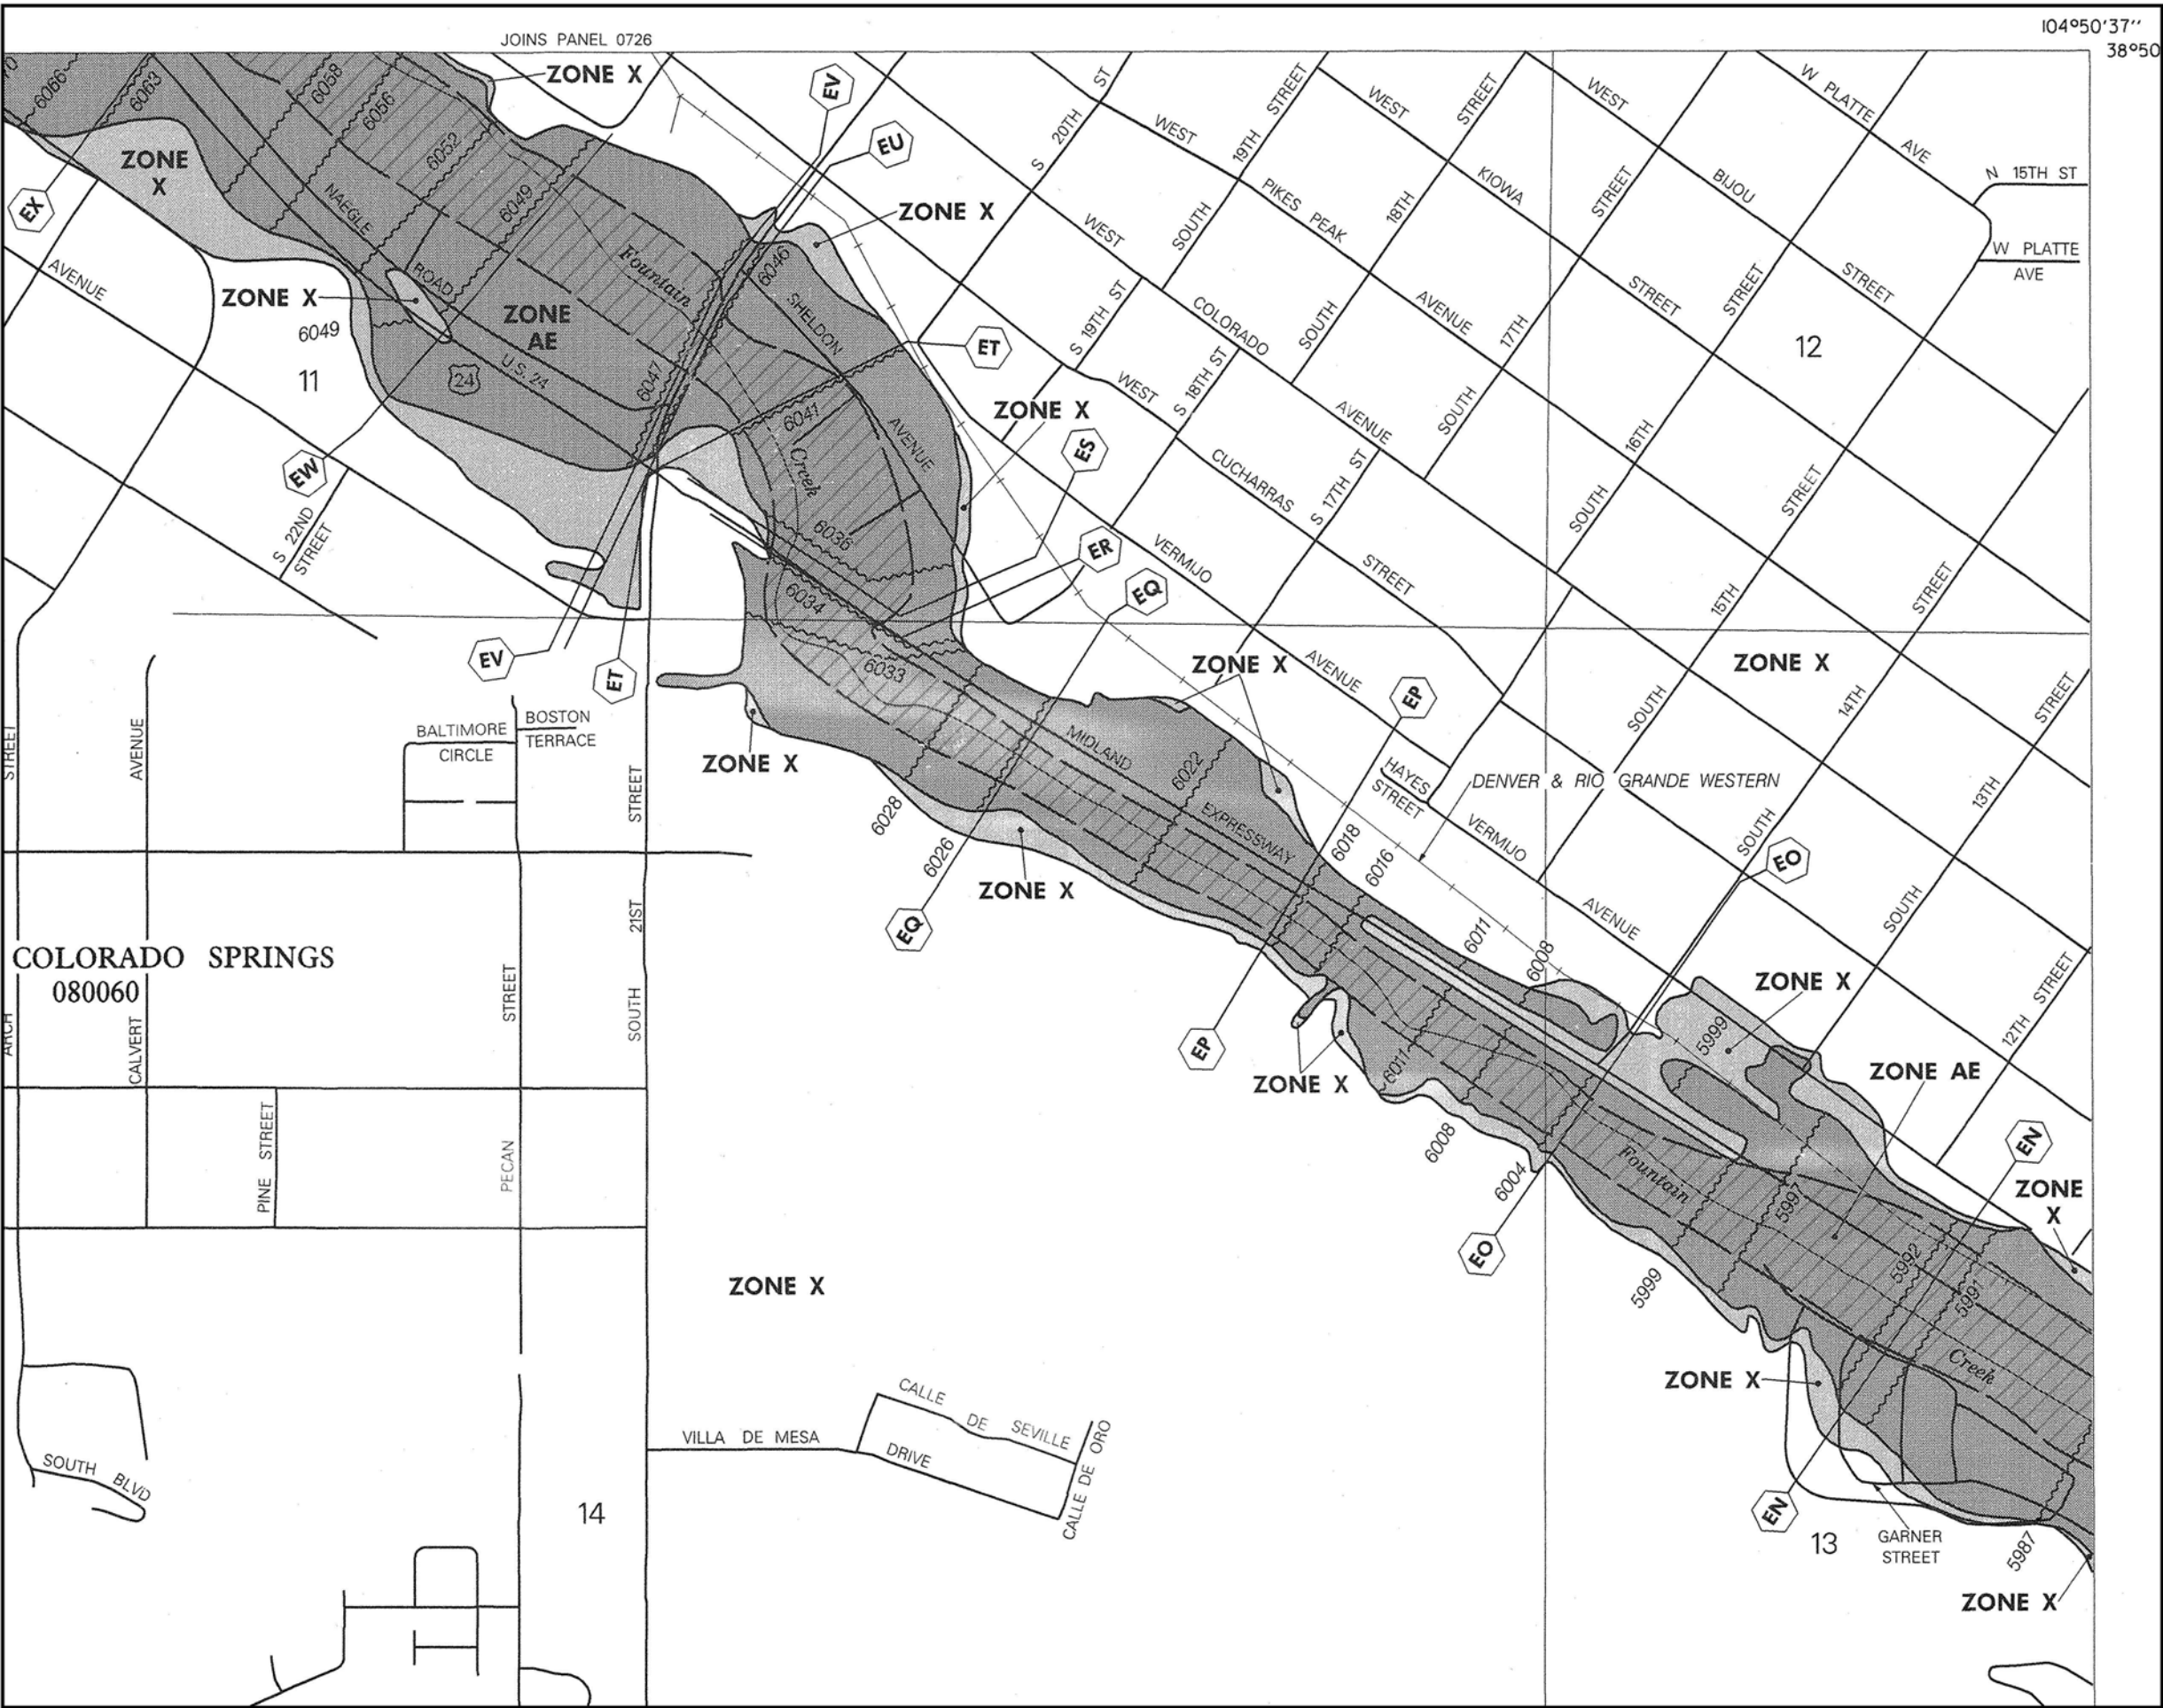 104°50'37"
38°50
JOINS PANEL 0726
ZONE X
EV
EU
6066
6063
6058
6056
6052
6049
ZONE
X
EX
NAEGLE
ROAD
ZONE X
6049
11
AVENUE
ZONE
AE
U.S. 24
24
Fountain
Creek
6047
6046
SHELDON
AVENUE
ZONE X
ET
6041
ZONE X
ES
ER
EQ
6036
6034
6033
EW
S 22ND
STREET
EV
ET
S 20TH ST
WEST
PIKES PEAK
AVENUE
SOUTH 19TH STREET
WEST
KIOWA
STREET
SOUTH 18TH STREET
WEST
BIJOU
STREET
W PLATTE
AVE
N 15TH ST
W PLATTE
AVE
WEST
COLORADO
AVENUE
SOUTH 17TH STREET
12
S 19TH ST
S 18TH ST
WEST
CUCHARRAS
STREET
S 17TH ST
SOUTH 16TH STREET
VERMIJO
AVENUE
SOUTH 15TH STREET
ZONE X
SOUTH 14TH STREET
SOUTH 13TH STREET
12TH STREET
ZONE X
EP
HAYES
STREET
DENVER & RIO GRANDE WESTERN
VERMIJO
AVENUE
EO
BALTIMORE
CIRCLE
BOSTON
TERRACE
ZONE X
MIDLAND
EXPRESSWAY
6028
6026
6022
6018
6016
6011
6008
ZONE X
EQ
EP
ZONE X
6011
6008
6004
EO
ZONE X
5999
ZONE AE
Fountain
Creek
5997
5999
5992
5991
EN
ZONE
X
ZONE X
EN
13
GARNER
STREET
5987
ZONE X
STREET
ARCH
AVENUE
CALVERT
COLORADO SPRINGS
080060
PINE STREET
STREET
PECAN
STREET
21ST
SOUTH
ZONE X
SOUTH BLVD
14
VILLA DE MESA
DRIVE
CALLE DE SEVILLE
CALLE DE ORO